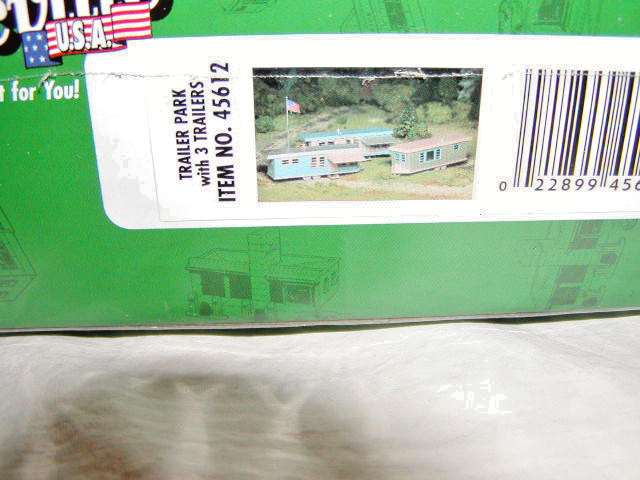 U.S.A.
t for You!
TRAILER PARK
with 3 TRAILERS
ITEM NO. 45612
0 22899 456